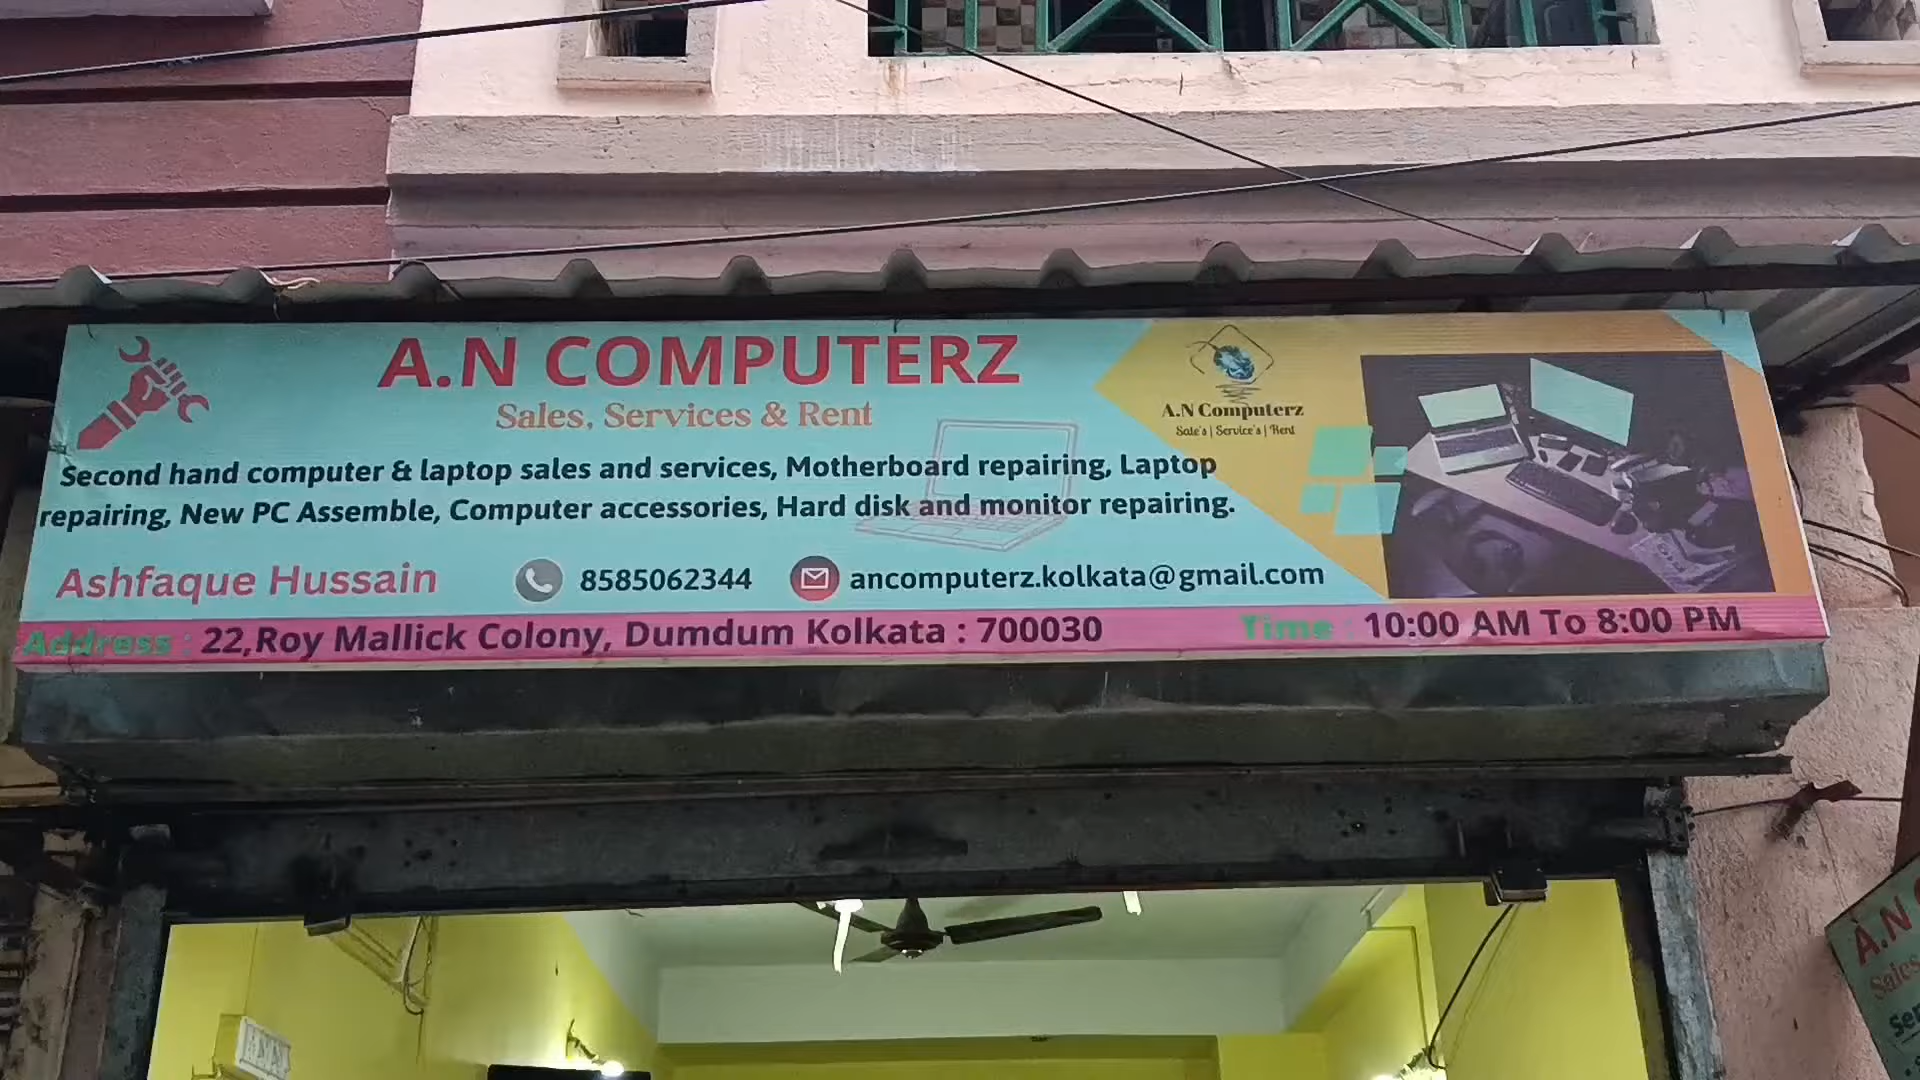 A.N COMPUTERZ
Sales, Services & Rent
A.N Computerz
Sale's | Service's | Rent
Second hand computer & laptop sales and services, Motherboard repairing, Laptop
repairing, New PC Assemble, Computer accessories, Hard disk and monitor repairing.
Ashfaque Hussain 8585062344 ancomputerz.kolkata@gmail.com
Address : 22,Roy Mallick Colony, Dumdum Kolkata : 700030 Time : 10:00 AM To 8:00 PM
A.N
Sales